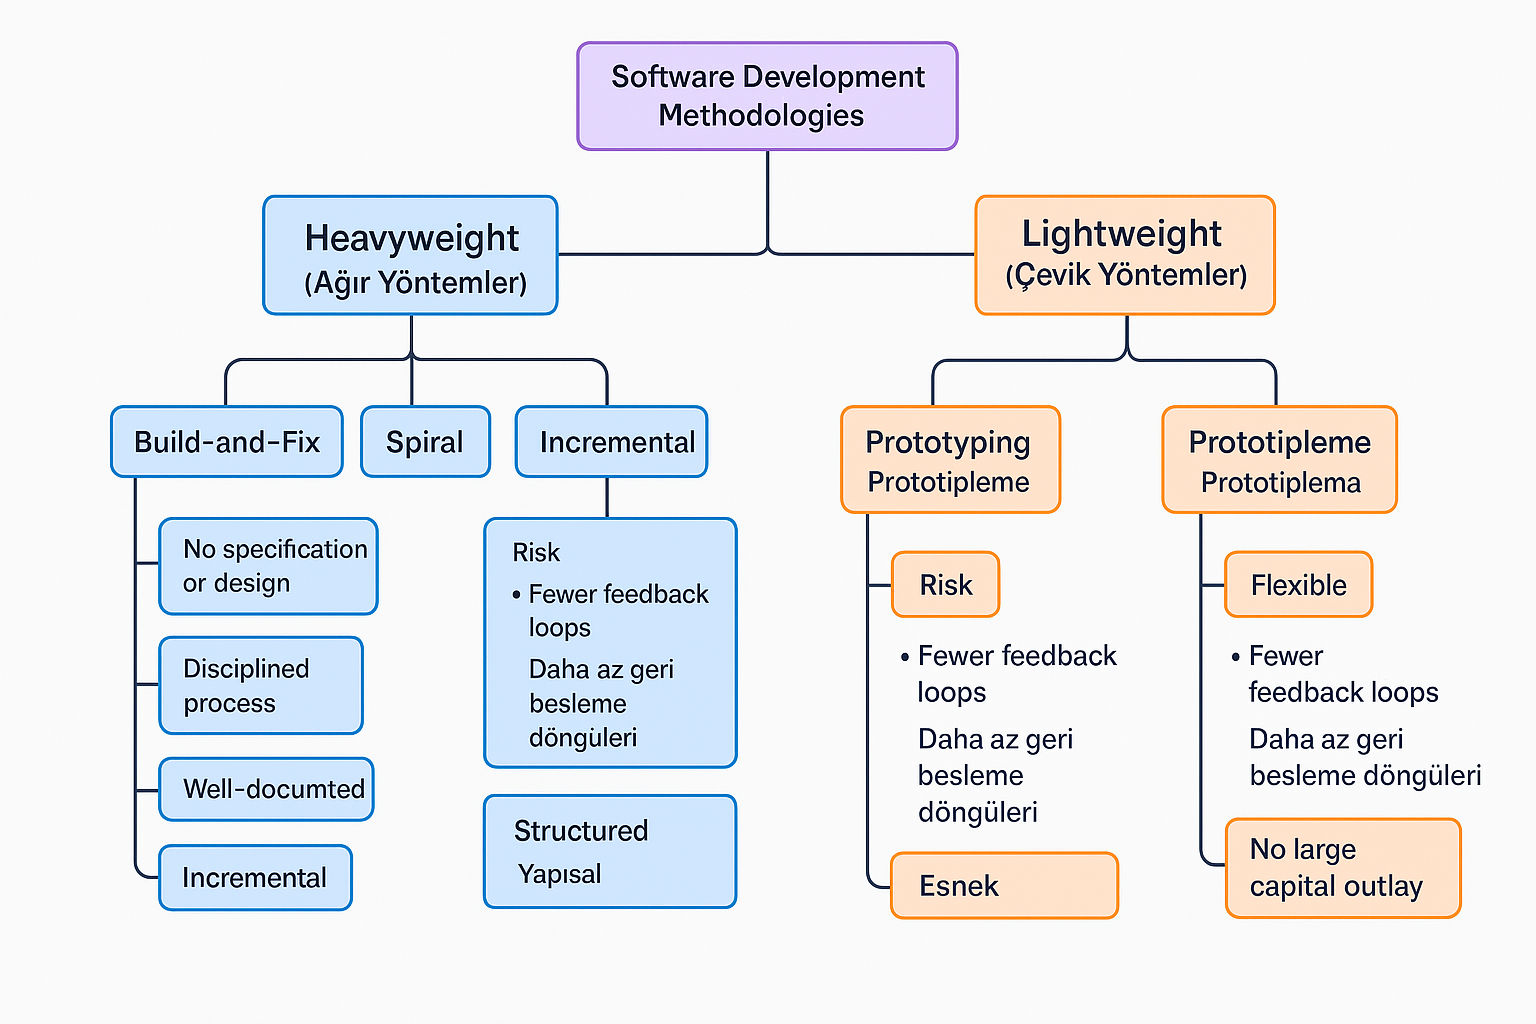 Software Development
Methodologies
Heavyweight
(Ağır Yöntemler)
Lightweight
(Çevik Yöntemler)
Build-and-Fix
Spiral
Incremental
Prototyping
Prototipleme
Prototipleme
Prototiplema
No specification
or design
Disciplined
process
Well-documted
Incremental
Risk
• Fewer feedback
loops
Daha az geri
besleme
döngüleri
Structured
Yapısal
Risk
• Fewer feedback
loops
Daha az geri
besleme
döngüleri
Esnek
Flexible
• Fewer
feedback loops
Daha az geri
besleme döngüleri
No large
capital outlay